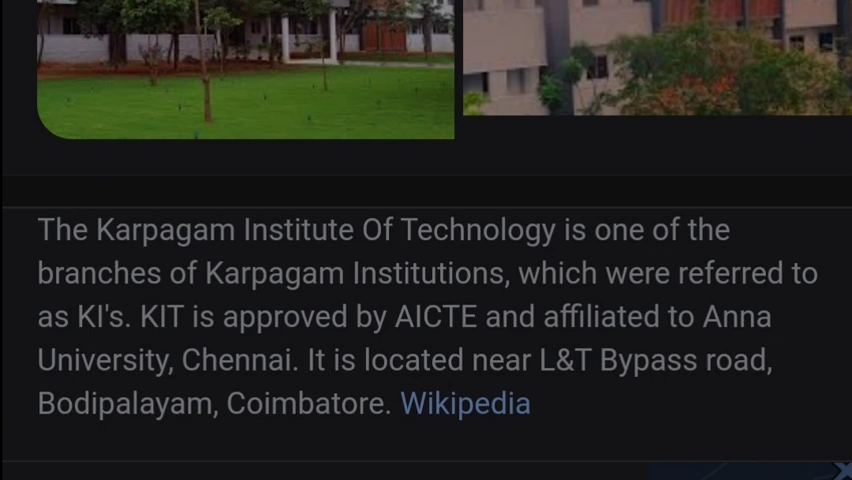 The Karpagam Institute Of Technology is one of the
branches of Karpagam Institutions, which were referred to
as KI's. KIT is approved by AICTE and affiliated to Anna
University, Chennai. It is located near L&T Bypass road,
Bodipalayam, Coimbatore. Wikipedia